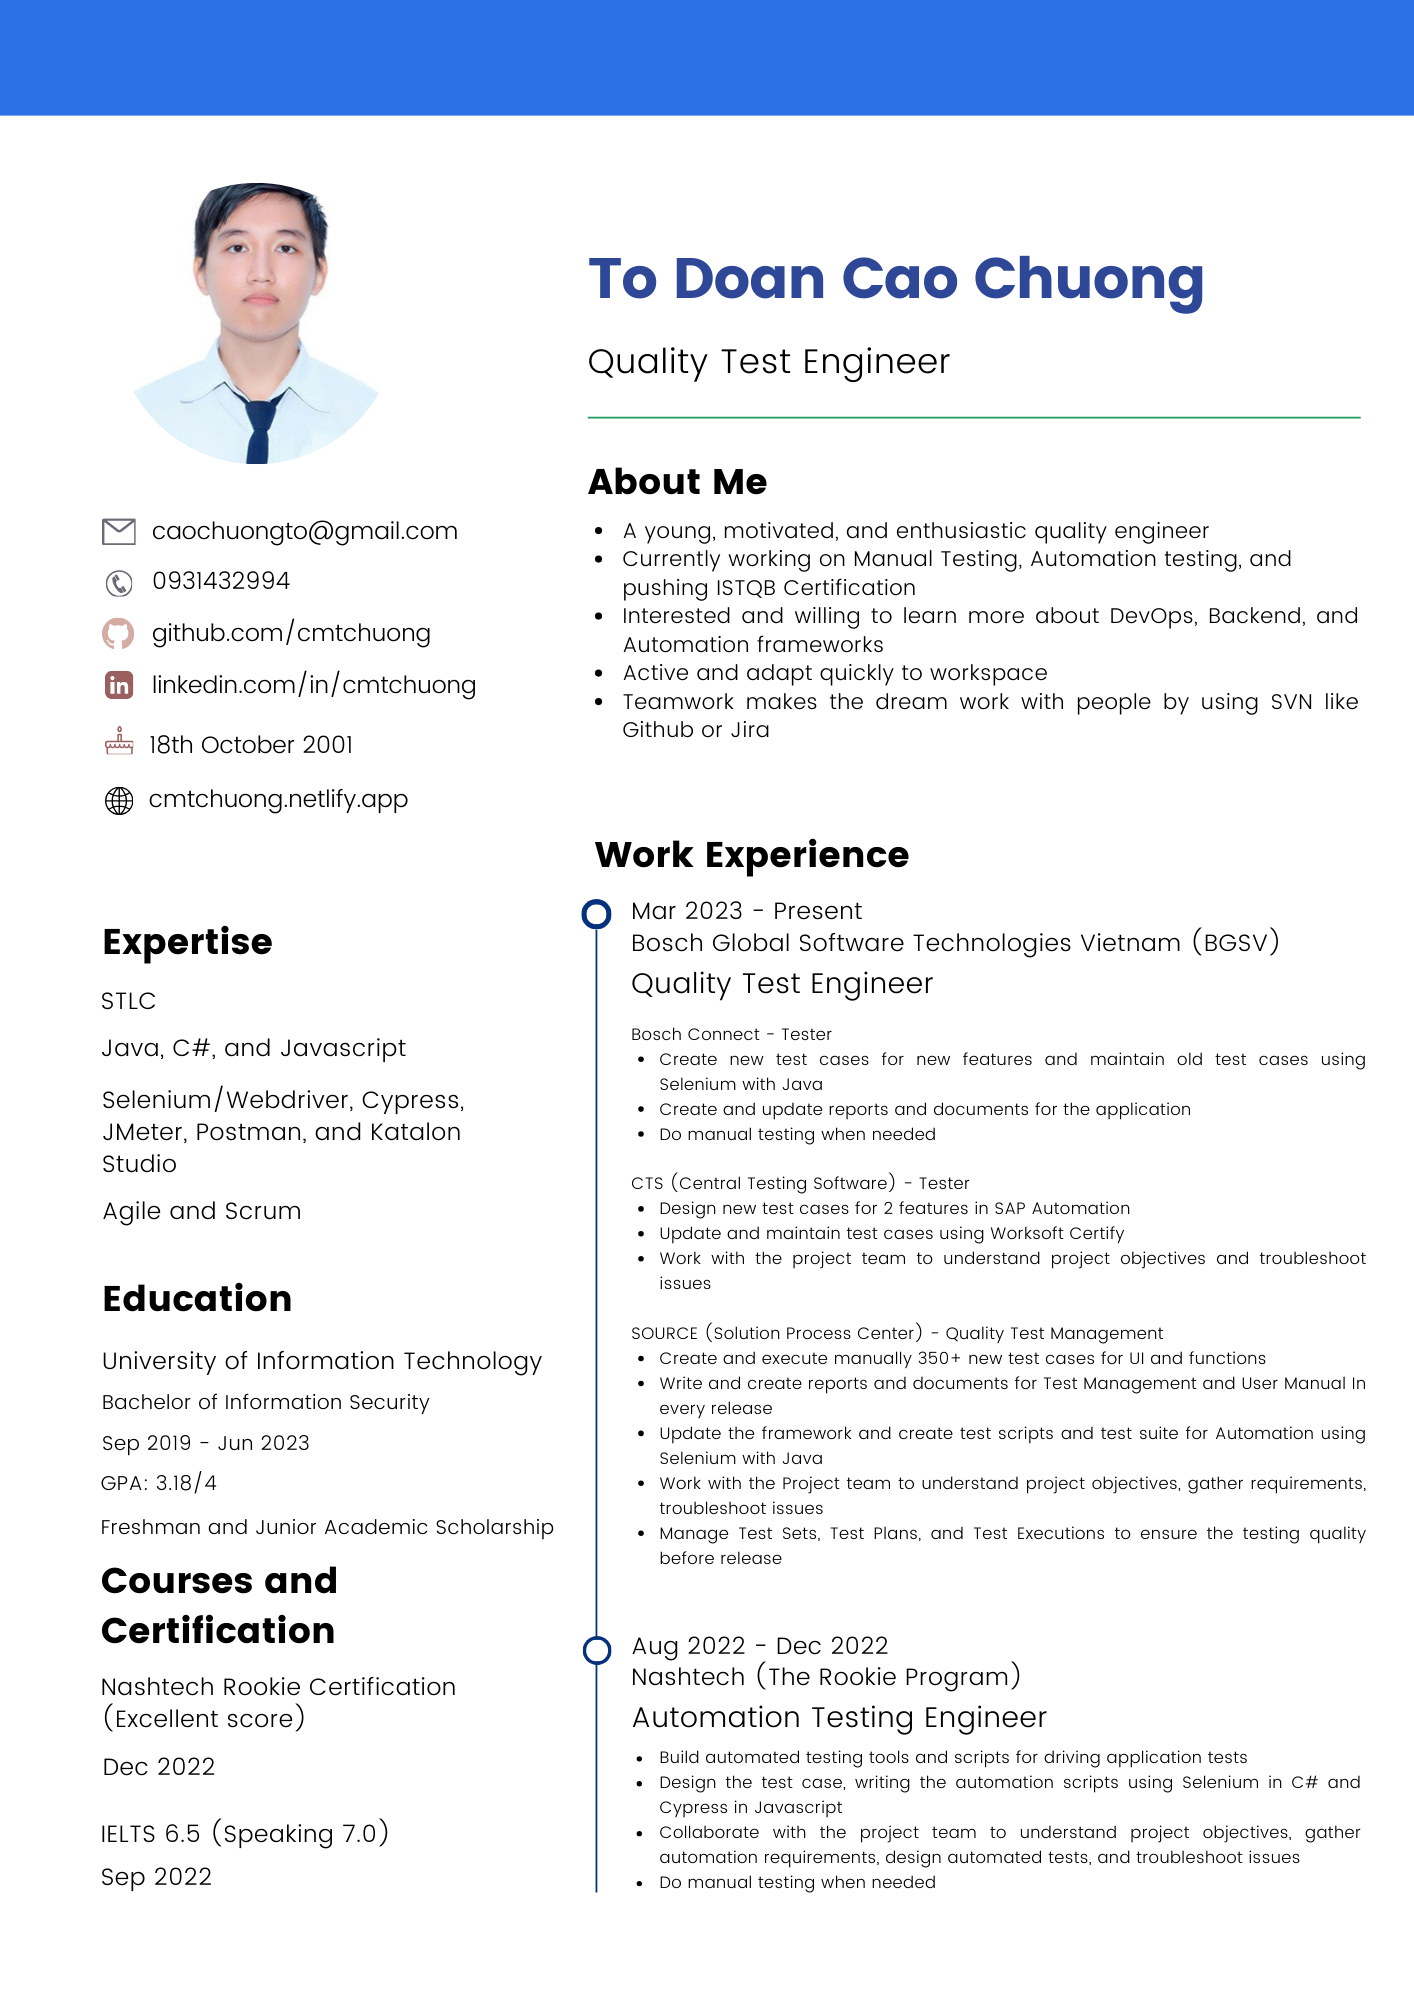 To Doan Cao Chuong
Quality Test Engineer
caochuongto@gmail.com
0931432994
github.com/cmtchuong
linkedin.com/in/cmtchuong
18th October 2001
cmtchuong.netlify.app
Expertise
STLC
Java, C#, and Javascript
Selenium/Webdriver, Cypress,
JMeter, Postman, and Katalon
Studio
Agile and Scrum
Education
University of Information Technology
Bachelor of Information Security
Sep 2019 - Jun 2023
GPA: 3.18/4
Freshman and Junior Academic Scholarship
Courses and
Certification
Nashtech Rookie Certification
(Excellent score)
Dec 2022
IELTS 6.5 (Speaking 7.0)
Sep 2022
About Me
• A young, motivated, and enthusiastic quality engineer
• Currently working on Manual Testing, Automation testing, and
pushing ISTQB Certification
• Interested and willing to learn more about DevOps, Backend, and
Automation frameworks
• Active and adapt quickly to workspace
• Teamwork makes the dream work with people by using SVN like
Github or Jira
Work Experience
Mar 2023 - Present
Bosch Global Software Technologies Vietnam (BGSV)
Quality Test Engineer
Bosch Connect - Tester
• Create new test cases for new features and maintain old test cases using
Selenium with Java
• Create and update reports and documents for the application
• Do manual testing when needed
CTS (Central Testing Software) - Tester
• Design new test cases for 2 features in SAP Automation
• Update and maintain test cases using Worksoft Certify
• Work with the project team to understand project objectives and troubleshoot
issues
SOURCE (Solution Process Center) - Quality Test Management
• Create and execute manually 350+ new test cases for UI and functions
• Write and create reports and documents for Test Management and User Manual In
every release
• Update the framework and create test scripts and test suite for Automation using
Selenium with Java
• Work with the Project team to understand project objectives, gather requirements,
troubleshoot issues
• Manage Test Sets, Test Plans, and Test Executions to ensure the testing quality
before release
Aug 2022 - Dec 2022
Nashtech (The Rookie Program)
Automation Testing Engineer
• Build automated testing tools and scripts for driving application tests
• Design the test case, writing the automation scripts using Selenium in C# and
Cypress in Javascript
• Collaborate with the project team to understand project objectives, gather
automation requirements, design automated tests, and troubleshoot issues
• Do manual testing when needed